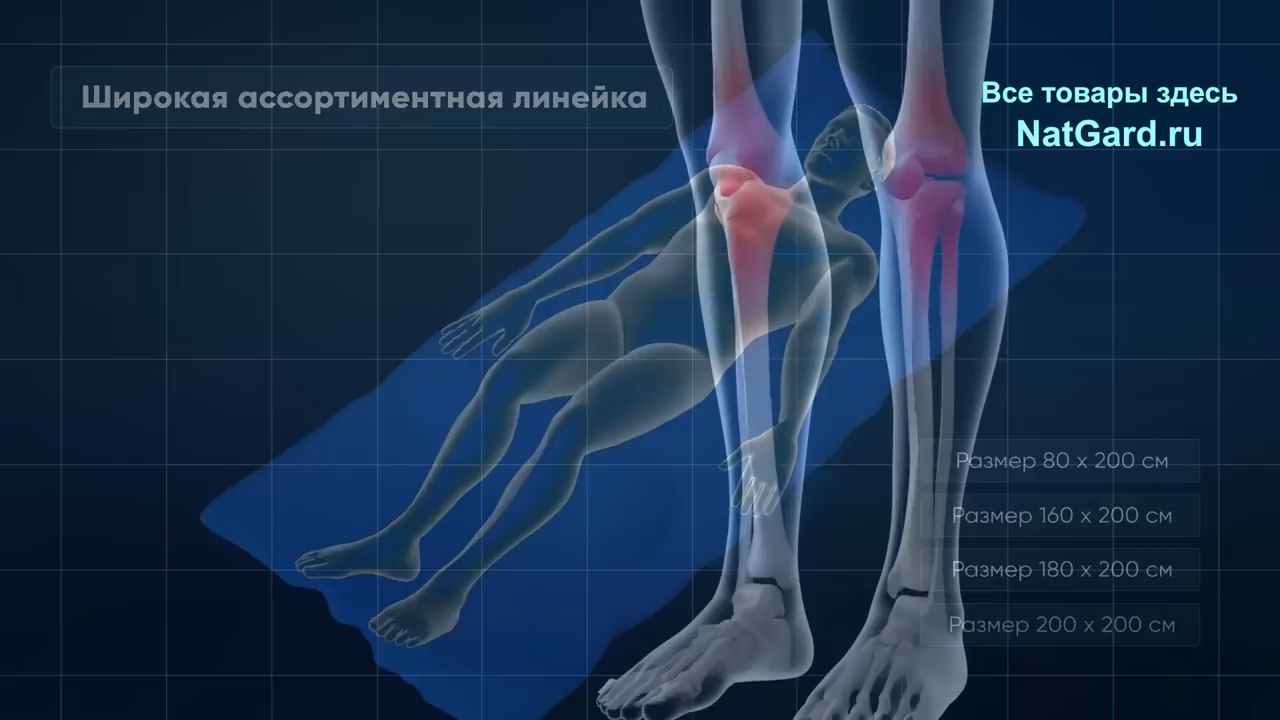 Широкая ассортиментная линейка
Все товары здесь
NatGard.ru
Размер 80 x 200 см
Размер 160 x 200 см
Размер 180 x 200 см
Размер 200 x 200 см